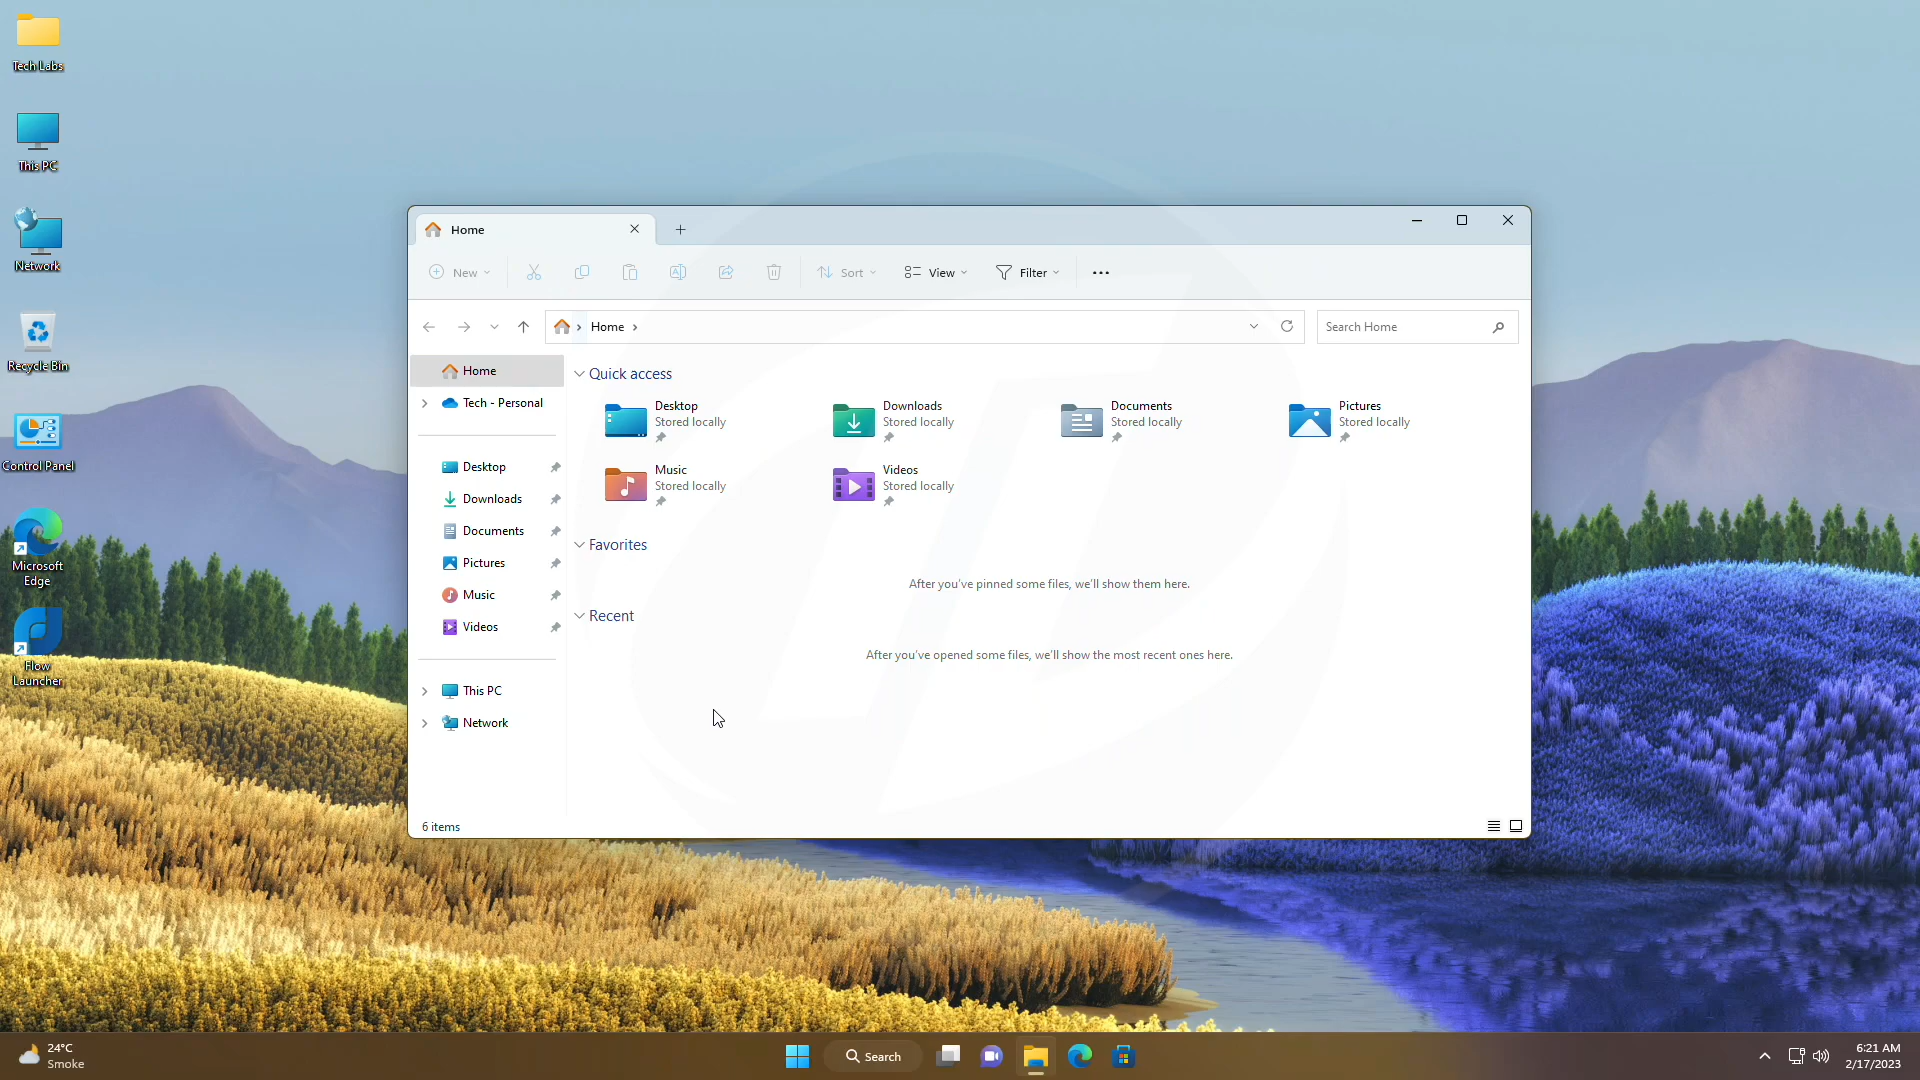 Tech Labs
This PC
Network
Recycle Bin
Control Panel
Microsoft
Edge
Flow
Launcher
Home
New
Sort
View
Filter
Home
Search Home
Home
Tech - Personal
Desktop
Downloads
Documents
Pictures
Music
Videos
This PC
Network
Quick access
Desktop
Stored locally
Downloads
Stored locally
Documents
Stored locally
Pictures
Stored locally
Music
Stored locally
Videos
Stored locally
Favorites
After you've pinned some files, we'll show them here.
Recent
After you've opened some files, we'll show the most recent ones here.
6 items
24°C
Smoke
Search
6:21 AM
2/17/2023